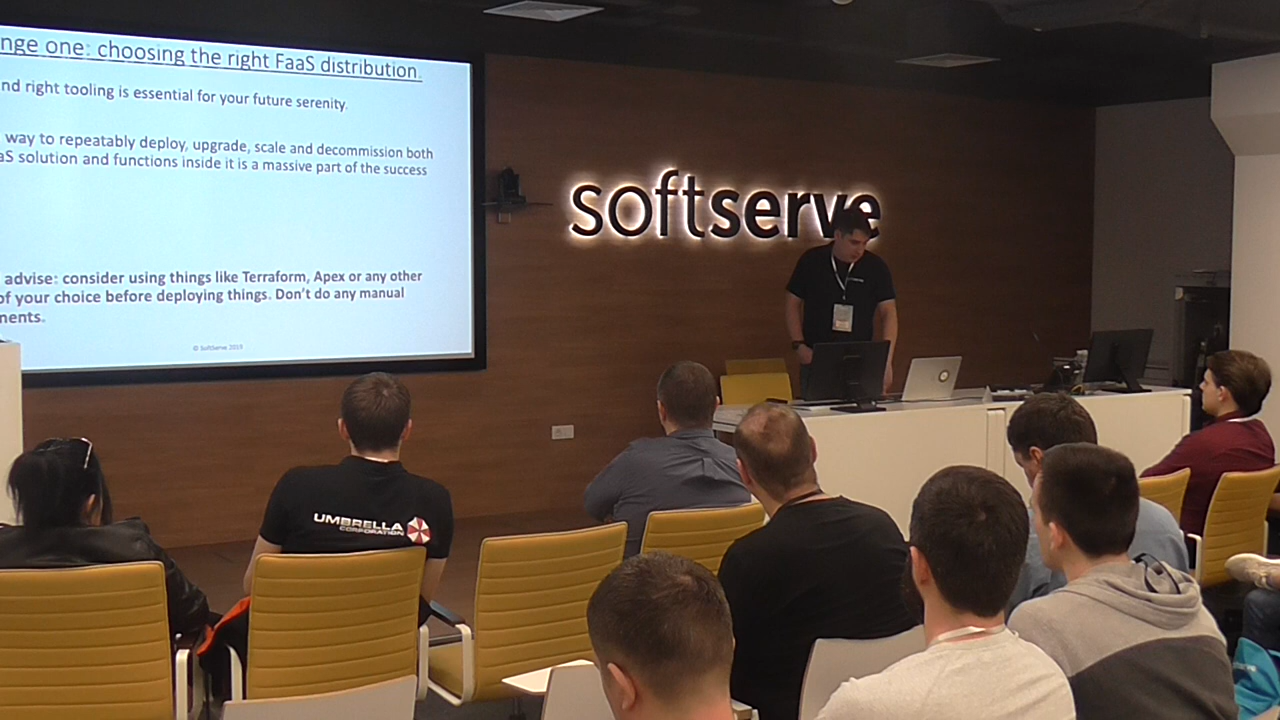 nge one: choosing the right FaaS distribution.
nd right tooling is essential for your future serenity.
way to repeatably deploy, upgrade, scale and decommission both
aS solution and functions inside it is a massive part of the success
advise: consider using things like Terraform, Apex or any other
of your choice before deploying things. Don't do any manual
nents.
© SoftServe 2019
softserve
UMBRELLA
CORPORATION